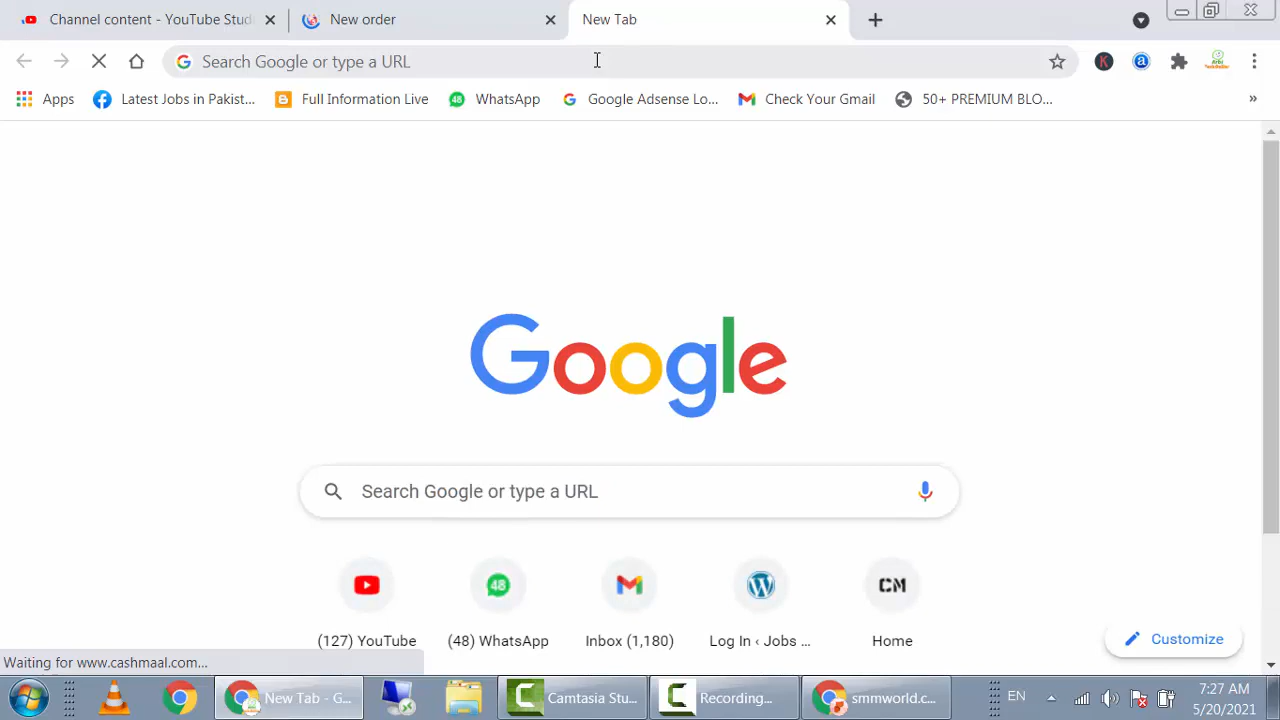 Channel content - YouTube Stud
New order
New Tab
Search Google or type a URL
Apps
Latest Jobs in Pakist...
Full Information Live
48
WhatsApp
Google Adsense Lo...
Check Your Gmail
50+ PREMIUM BLO...
»
Google
Search Google or type a URL
48
CM
(127) YouTube
(48) WhatsApp
Inbox (1,180)
Log In ‹ Jobs ...
Home
Customize
Waiting for www.cashmaal.com...
New Tab - G...
Camtasia Stu...
Recording...
smmworld.c...
EN
7:27 AM
5/20/2021